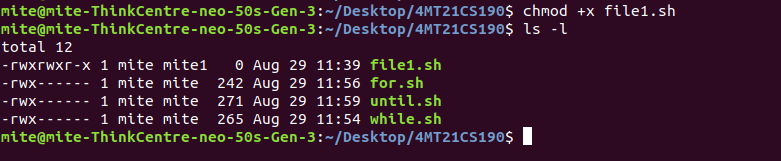 mite@mite-ThinkCentre-neo-50s-Gen-3:~/Desktop/4MT21CS190$ chmod +x file1.sh
mite@mite-ThinkCentre-neo-50s-Gen-3:~/Desktop/4MT21CS190$ ls -l
total 12
-rwxrwxr-x 1 mite mite1   0 Aug 29 11:39 file1.sh
-rwx------ 1 mite mite  242 Aug 29 11:56 for.sh
-rwx------ 1 mite mite  271 Aug 29 11:59 until.sh
-rwx------ 1 mite mite  265 Aug 29 11:54 while.sh
mite@mite-ThinkCentre-neo-50s-Gen-3:~/Desktop/4MT21CS190$